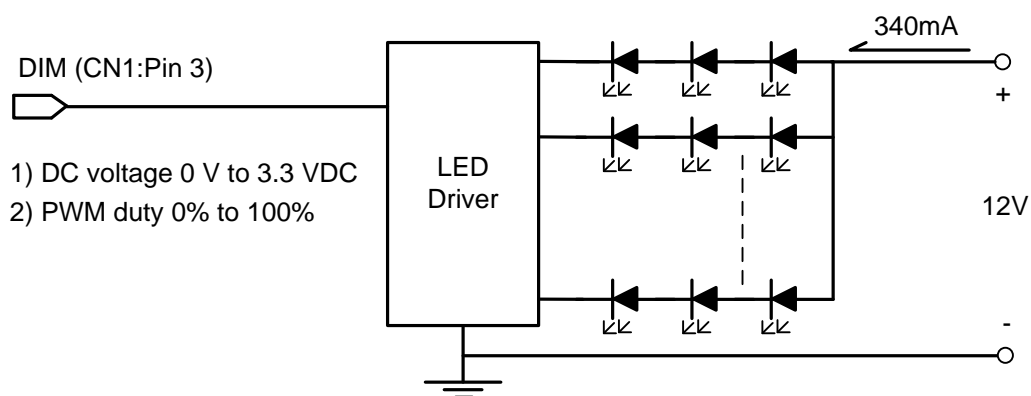 340mA
DIM (CN1:Pin 3)
+
1) DC voltage 0 V to 3.3 VDC
2) PWM duty 0% to 100%
LED
Driver
12V
-